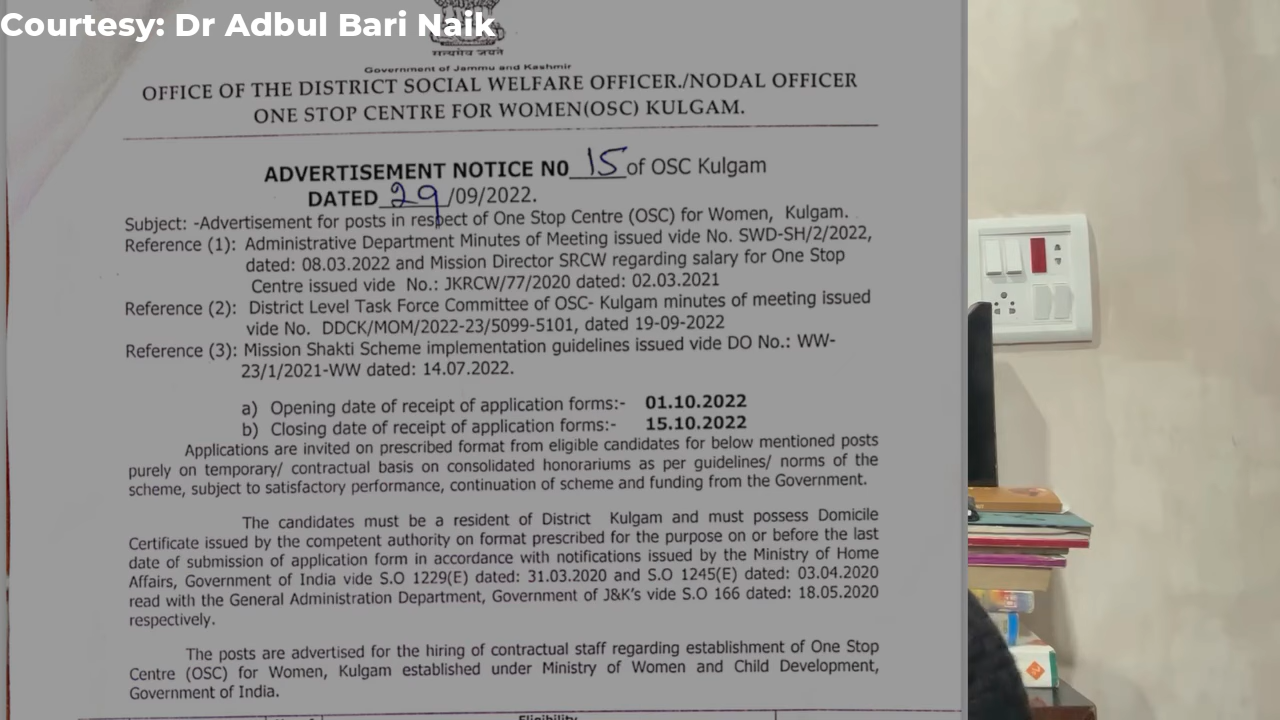 Courtesy: Dr Adbul Bari Naik
सत्यमेव जयते
Government of Jammu and Kashmir
OFFICE OF THE DISTRICT SOCIAL WELFARE OFFICER./NODAL OFFICER
ONE STOP CENTRE FOR WOMEN(OSC) KULGAM.
ADVERTISEMENT NOTICE N0 15 of OSC Kulgam
DATED 29 /09/2022.
Subject: -Advertisement for posts in respect of One Stop Centre (OSC) for Women, Kulgam.
Reference (1): Administrative Department Minutes of Meeting issued vide No. SWD-SH/2/2022,
dated: 08.03.2022 and Mission Director SRCW regarding salary for One Stop
Centre issued vide No.: JKRCW/77/2020 dated: 02.03.2021
Reference (2): District Level Task Force Committee of OSC- Kulgam minutes of meeting issued
vide No. DDCK/MOM/2022-23/5099-5101, dated 19-09-2022
Reference (3): Mission Shakti Scheme implementation guidelines issued vide DO No.: WW-
23/1/2021-WW dated: 14.07.2022.
a) Opening date of receipt of application forms:- 01.10.2022
b) Closing date of receipt of application forms:- 15.10.2022
Applications are invited on prescribed format from eligible candidates for below mentioned posts
purely on temporary/ contractual basis on consolidated honorariums as per guidelines/ norms of the
scheme, subject to satisfactory performance, continuation of scheme and funding from the Government.
The candidates must be a resident of District Kulgam and must possess Domicile
Certificate issued by the competent authority on format prescribed for the purpose on or before the last
date of submission of application form in accordance with notifications issued by the Ministry of Home
Affairs, Government of India vide S.O 1229(E) dated: 31.03.2020 and S.O 1245(E) dated: 03.04.2020
read with the General Administration Department, Government of J&K's vide S.O 166 dated: 18.05.2020
respectively.
The posts are advertised for the hiring of contractual staff regarding establishment of One Stop
Centre (OSC) for Women, Kulgam established under Ministry of Women and Child Development,
Government of India.
Eligibility